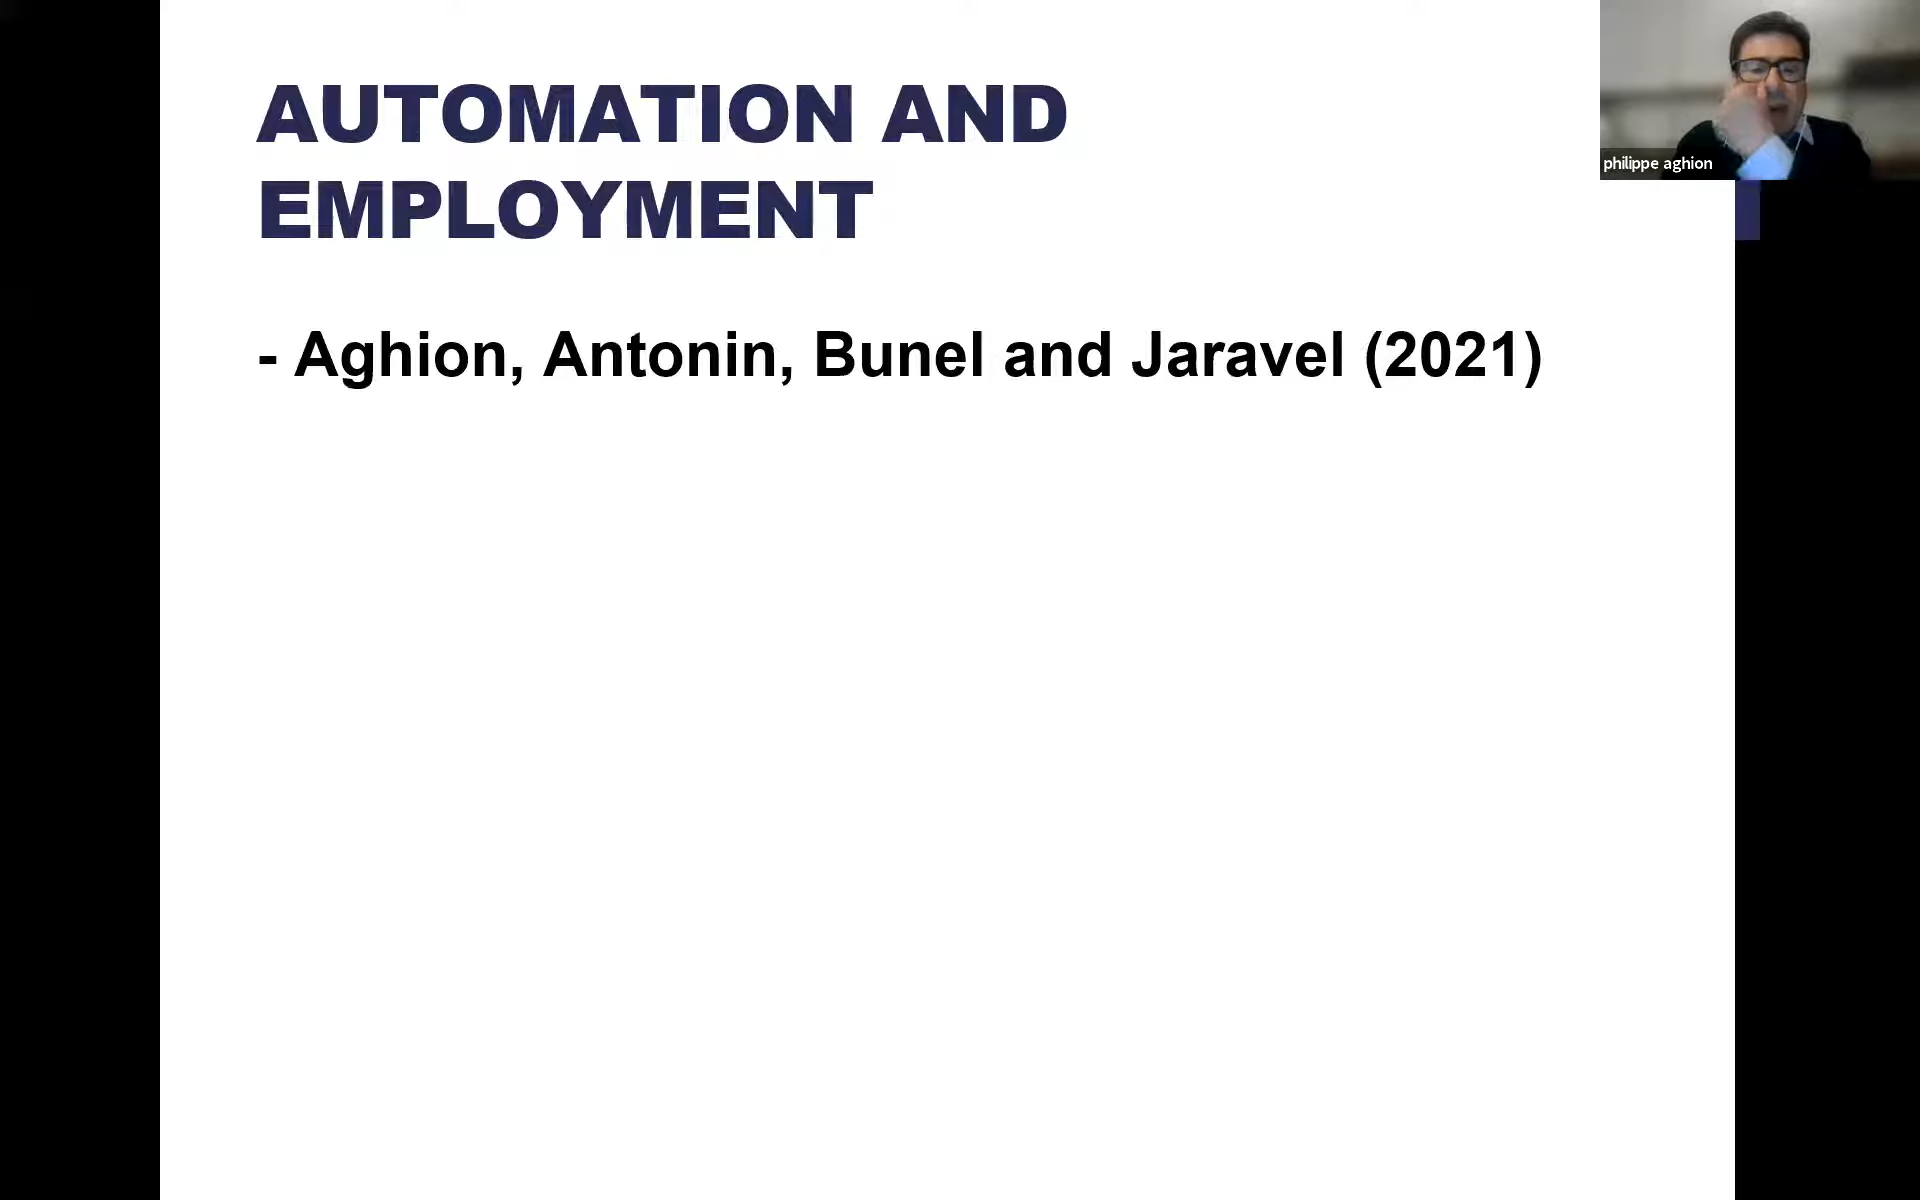 AUTOMATION AND
EMPLOYMENT
- Aghion, Antonin, Bunel and Jaravel (2021)
philippe aghion